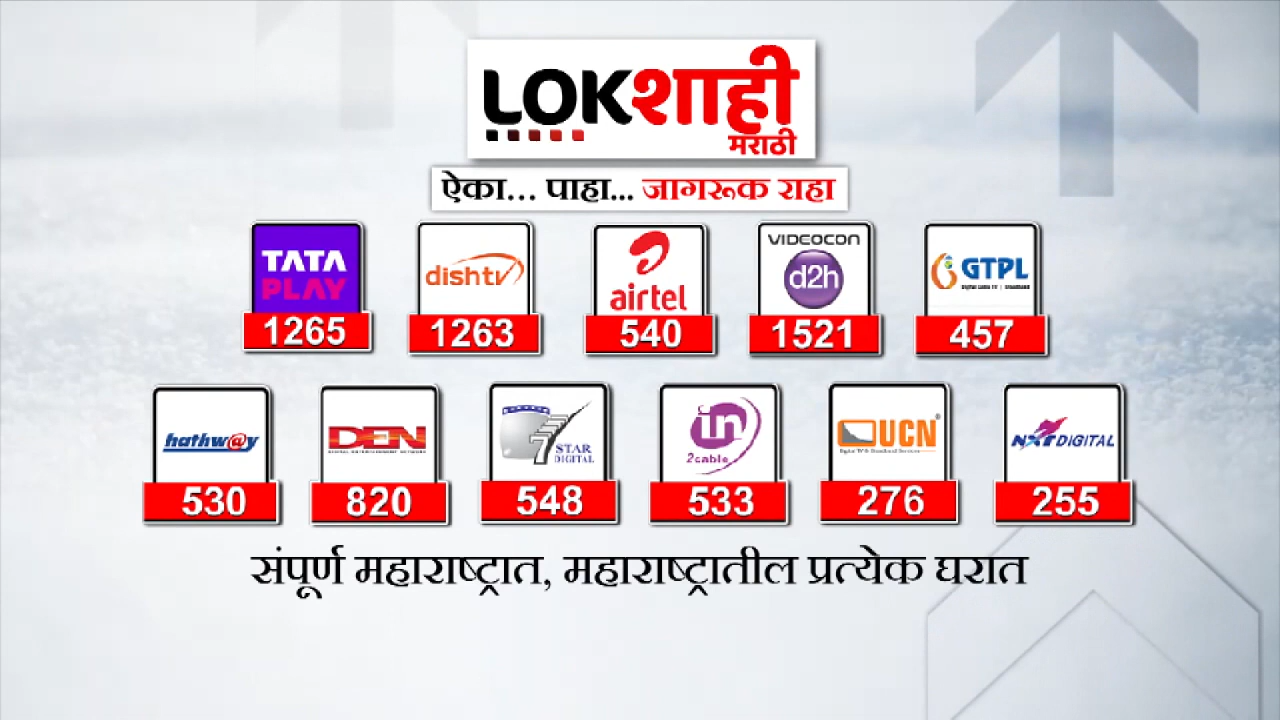 LOKशाही
मराठी
ऐका... पाहा... जागरूक राहा
TATA PLAY
dishtv
airtel
VIDEOCON d2h
GTPL
1265
1263
540
1521
457
hathw@y
DEN
7 STAR DIGITAL
in 2cable
UCN
NXTDIGITAL
530
820
548
533
276
255
संपूर्ण महाराष्ट्रात, महाराष्ट्रातील प्रत्येक घरात